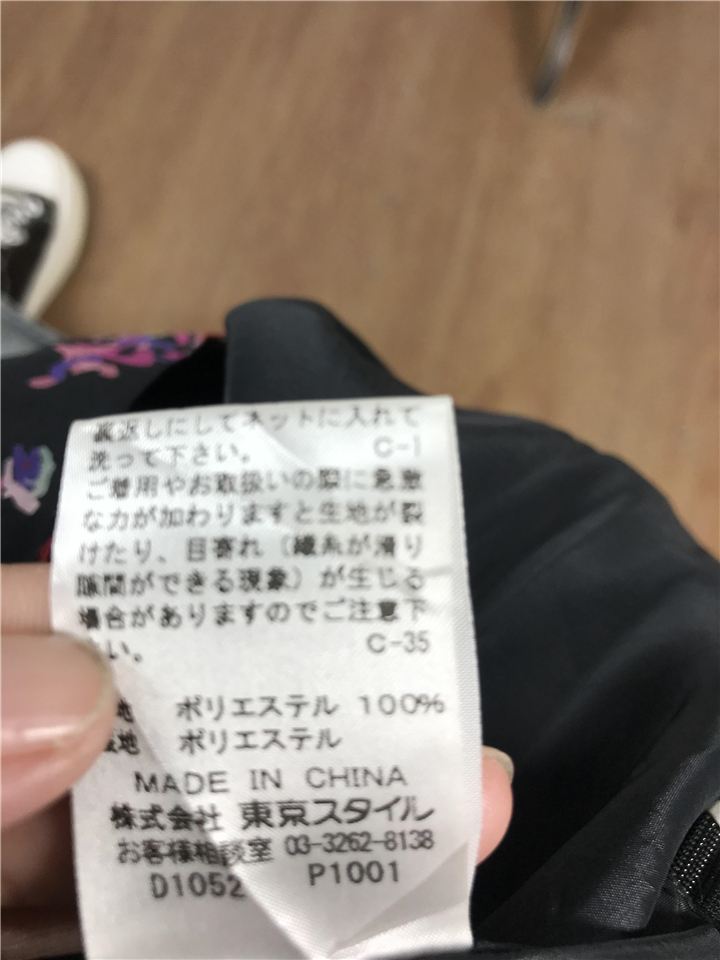 裏返しにしてネットに入れて
洗って下さい。 C-1
ご着用やお取扱いの際に急激
な力が加わりますと生地が裂
けたり、目寄れ（織糸が滑り
隙間ができる現象）が生じる
場合がありますのでご注意下
さい。 C-35
地 ポリエステル 100%
地 ポリエステル
MADE IN CHINA
株式会社 東京スタイル
お客様相談室 03-3262-8138
D1052 P1001